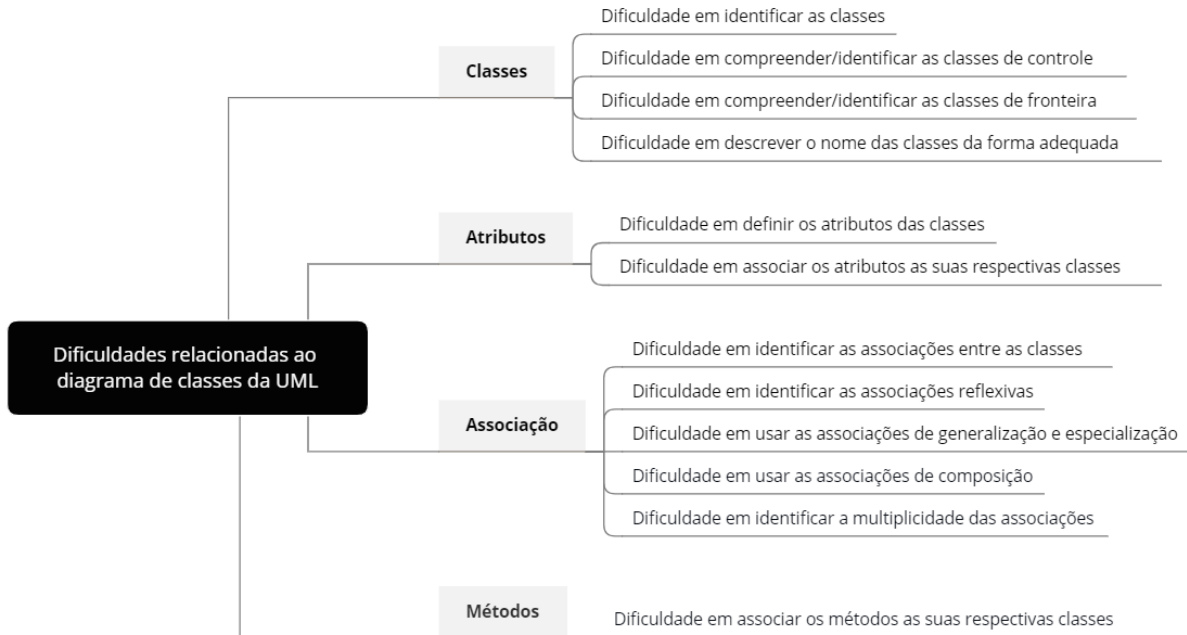 Dificuldades relacionadas ao
diagrama de classes da UML
Classes
Dificuldade em identificar as classes
Dificuldade em compreender/identificar as classes de controle
Dificuldade em compreender/identificar as classes de fronteira
Dificuldade em descrever o nome das classes da forma adequada
Atributos
Dificuldade em definir os atributos das classes
Dificuldade em associar os atributos as suas respectivas classes
Associação
Dificuldade em identificar as associações entre as classes
Dificuldade em identificar as associações reflexivas
Dificuldade em usar as associações de generalização e especialização
Dificuldade em usar as associações de composição
Dificuldade em identificar a multiplicidade das associações
Métodos
Dificuldade em associar os métodos as suas respectivas classes